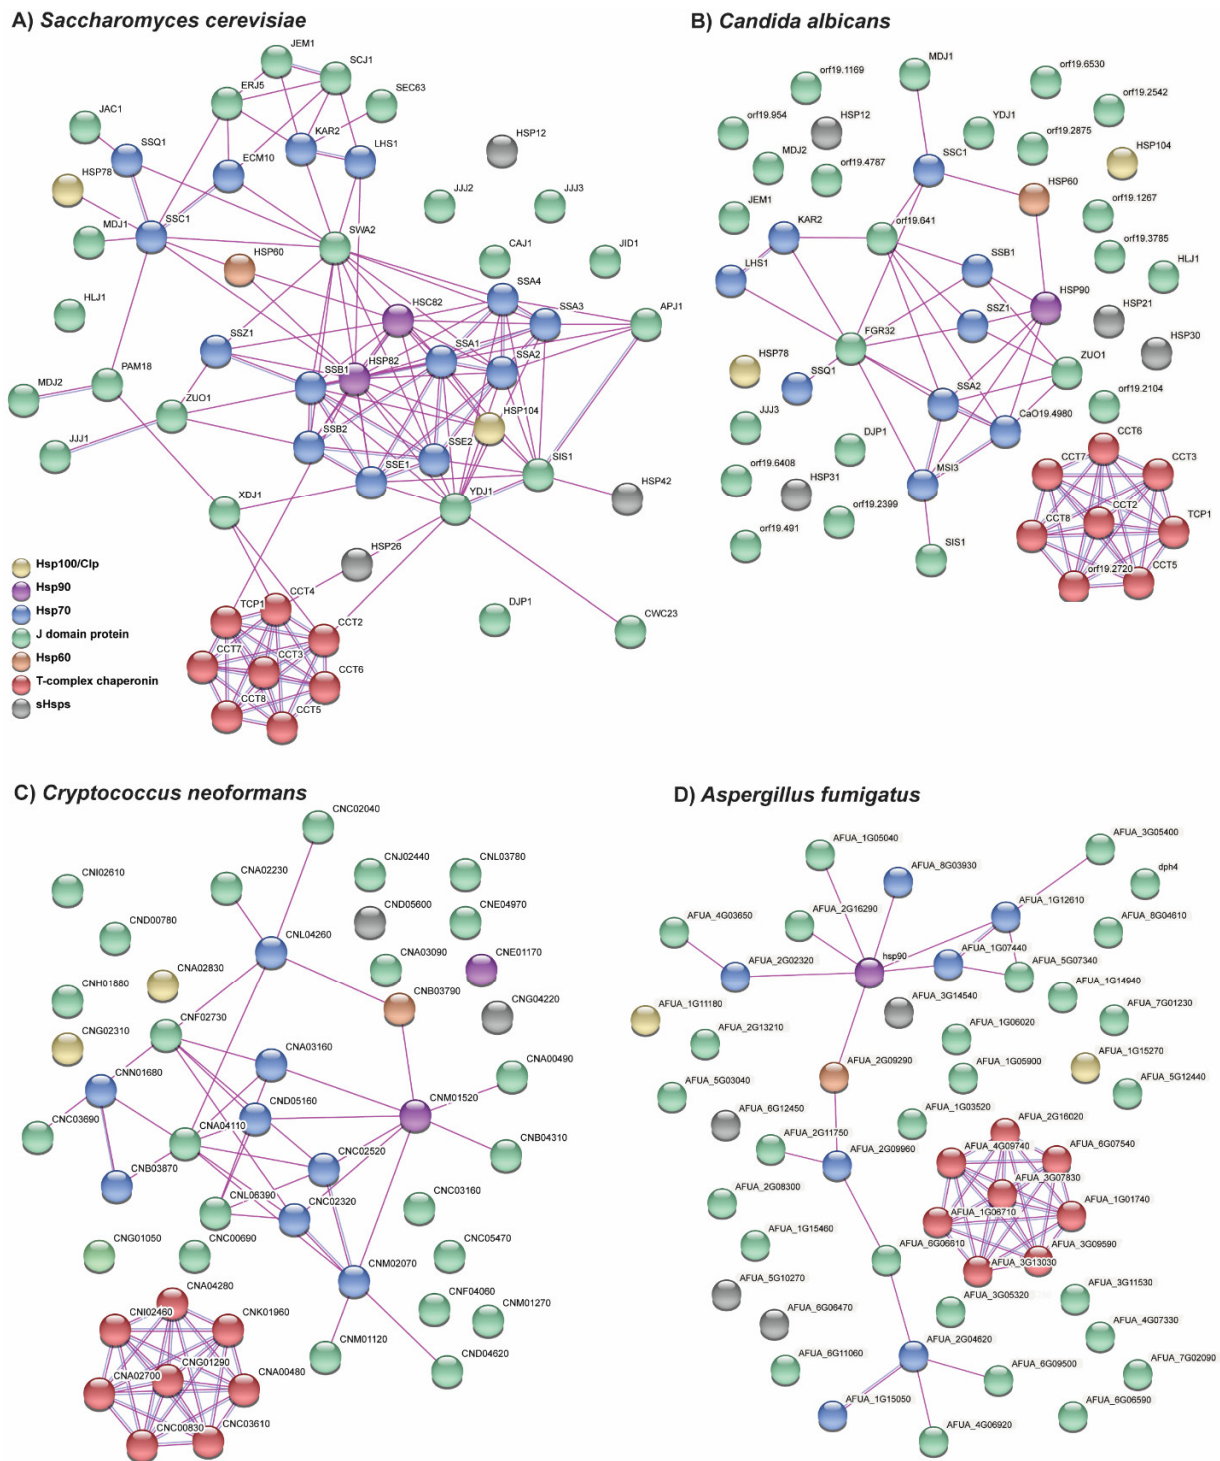 A) Saccharomyces cerevisiae
JEM1
SCJ1
ERJ5
SEC63
JAC1
SSQ1
KAR2
LHS1
HSP12
ECM10
HSP78
JJJ2
JJJ3
SSC1
MDJ1
SWA2
HSP60
CAJ1
JID1
SSA4
HLJ1
HSC82
SSA3
APJ1
SSZ1
SSA1
SSA2
HSP82
SSB1
PAM18
MDJ2
ZUO1
HSP104
JJJ1
SSB2
SSE2
SSE1
SIS1
YDJ1
HSP42
XDJ1
HSP26
Hsp100/Clp
Hsp90
Hsp70
J domain protein
Hsp60
T-complex chaperonin
sHsps
TCP1
CCT4
CCT2
CCT7
CCT3
CCT6
CCT8
CCT5
DJP1
CWC23
B) Candida albicans
MDJ1
orf19.1169
orf19.6530
orf19.2542
orf19.954
HSP12
YDJ1
orf19.2875
MDJ2
orf19.4787
SSC1
HSP104
HSP60
JEM1
orf19.1267
KAR2
orf19.641
orf19.3785
LHS1
SSB1
HLJ1
HSP90
HSP21
SSZ1
FGR32
HSP30
HSP78
SSQ1
ZUO1
SSA2
orf19.2104
CaO19.4980
JJJ3
DJP1
CCT6
CCT7
CCT3
orf19.6408
HSP31
MSI3
CCT2
CCT8
TCP1
orf19.2399
orf19.491
SIS1
orf19.2720
CCT5
C) Cryptococcus neoformans
CNC02040
CNI02610
CNA02230
CNJ02440
CNL03780
CND00780
CND05600
CNE04970
CNL04260
CNA02830
CNA03090
CNE01170
CNH01880
CNB03790
CNG04220
CNG02310
CNF02730
CNA03160
CNA00490
CNN01680
CND05160
CNM01520
CNC03690
CNA04110
CNB04310
CNB03870
CNC02520
CNL06390
CNC02320
CNC03160
CNG01050
CNC00690
CNC05470
CNM02070
CNA04280
CNF04060
CNM01270
CNI02460
CNK01960
CNM01120
CND04620
CNG01290
CNA02700
CNA00480
CNC00830
CNC03610
D) Aspergillus fumigatus
AFUA_1G05040
AFUA_3G05400
AFUA_8G03930
dph4
AFUA_4G03650
AFUA_2G16290
AFUA_1G12610
AFUA_8G04610
AFUA_2G02320
hsp90
AFUA_1G07440
AFUA_5G07340
AFUA_1G14940
AFUA_1G11180
AFUA_3G14540
AFUA_7G01230
AFUA_2G13210
AFUA_1G06020
AFUA_2G09290
AFUA_1G05900
AFUA_1G15270
AFUA_5G03040
AFUA_5G12440
AFUA_6G12450
AFUA_1G03520
AFUA_2G16020
AFUA_2G11750
AFUA_4G09740
AFUA_6G07540
AFUA_2G09960
AFUA_3G07830
AFUA_2G08300
AFUA_1G06710
AFUA_1G01740
AFUA_1G15460
AFUA_6G06610
AFUA_3G09590
AFUA_3G13030
AFUA_5G10270
AFUA_3G05320
AFUA_3G11530
AFUA_6G06470
AFUA_4G07330
AFUA_2G04620
AFUA_6G11060
AFUA_6G09500
AFUA_7G02090
AFUA_1G15050
AFUA_6G06590
AFUA_4G06920